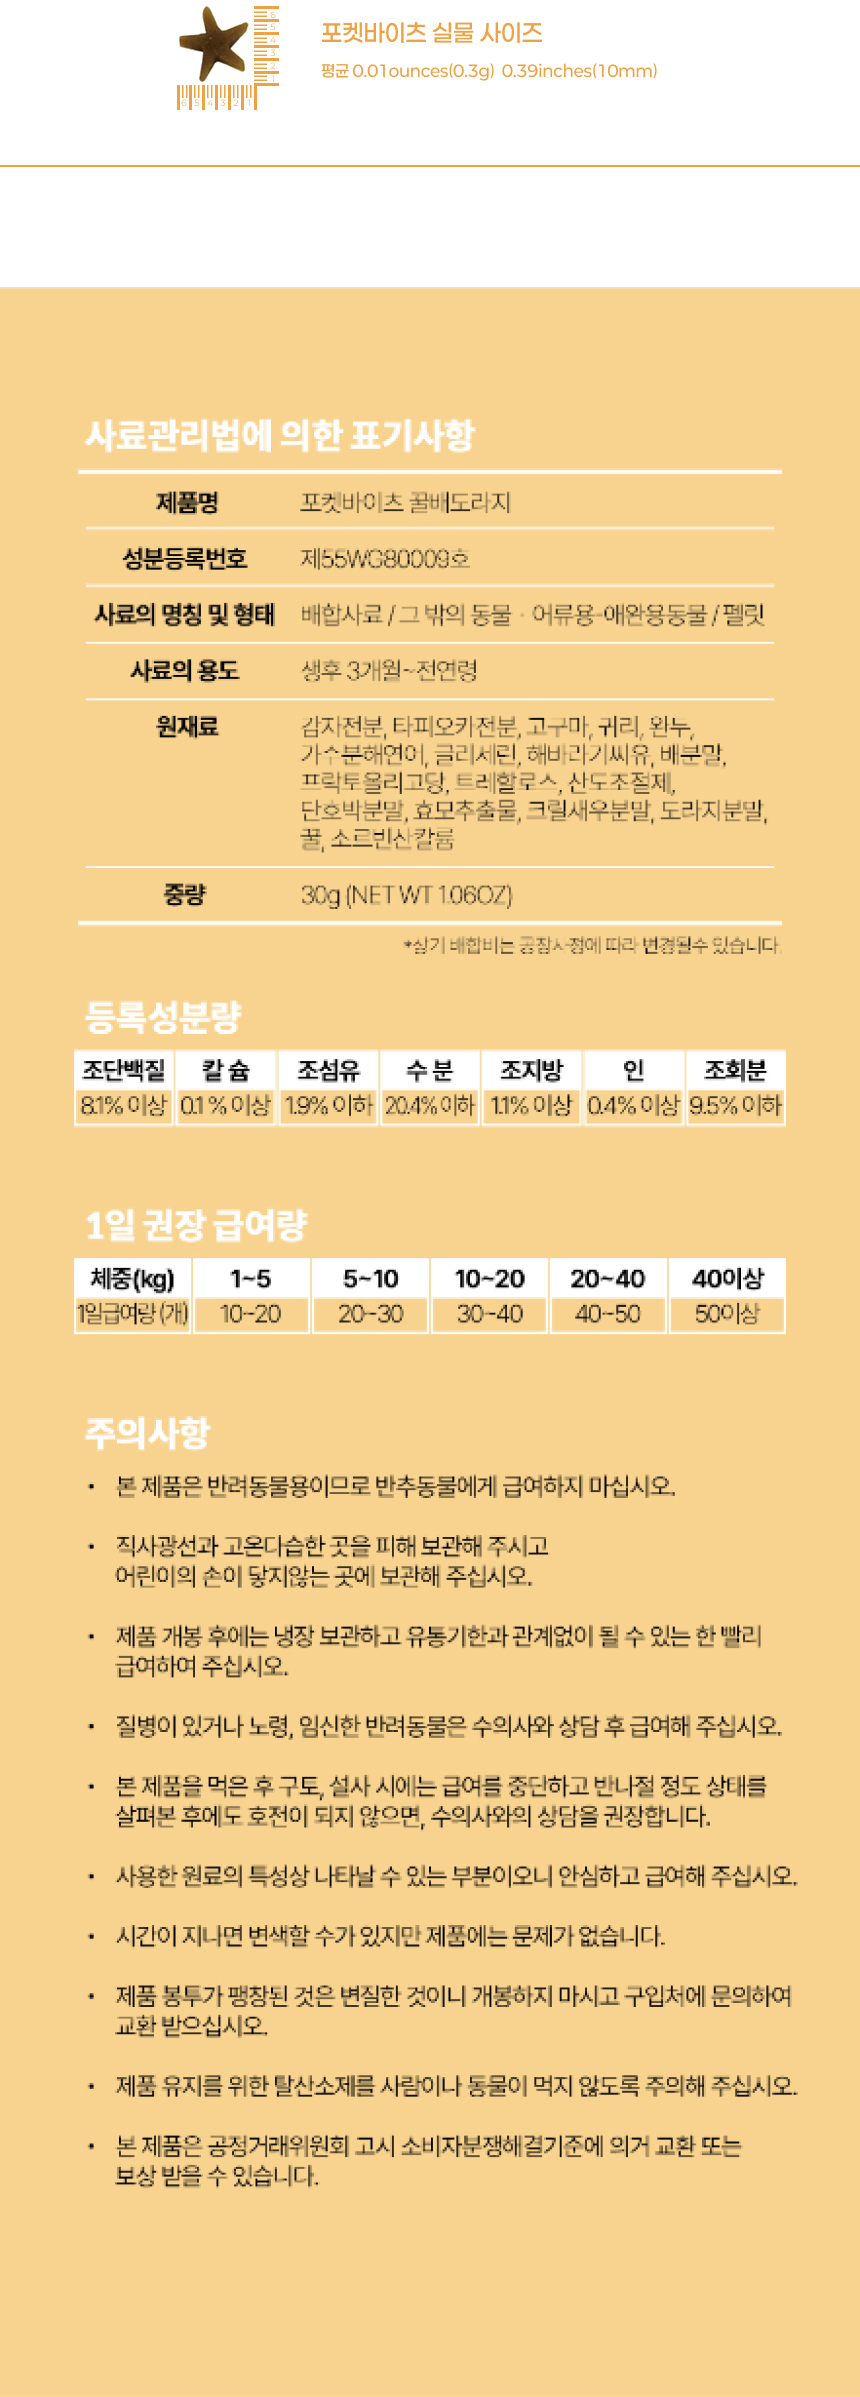 포켓바이츠 실물 사이즈
평균 0.01ounces(0.3g) 0.39inches(10mm)
6
5
4
3
2
1
6 5 4 3 2 1
사료관리법에 의한 표기사항
제품명 포켓바이츠 꿀배도라지
성분등록번호 제55WG80009호
사료의 명칭 및 형태 배합사료 / 그 밖의 동물 · 어류용-애완용동물 / 펠릿
사료의 용도 생후 3개월~전연령
원재료 감자전분, 타피오카전분, 고구마, 귀리, 완두,
가수분해연어, 글리세린, 해바라기씨유, 배분말,
프락토올리고당, 트레할로스, 산도조절제,
단호박분말, 효모추출물, 크릴새우분말, 도라지분말,
꿀, 소르빈산칼륨
중량 30g (NET WT 1.06OZ)
*상기 배합비는 공장사정에 따라 변경될수 있습니다.
등록성분량
조단백질 칼 슘 조섬유 수 분 조지방 인 조회분
8.1% 이상 0.1 % 이상 1.9% 이하 20.4% 이하 1.1% 이상 0.4% 이상 9.5% 이하
1일 권장 급여량
체중(kg) 1~5 5~10 10~20 20~40 40이상
1일급여량 (개) 10~20 20~30 30~40 40~50 50이상
주의사항
• 본 제품은 반려동물용이므로 반추동물에게 급여하지 마십시오.
• 직사광선과 고온다습한 곳을 피해 보관해 주시고
어린이의 손이 닿지않는 곳에 보관해 주십시오.
• 제품 개봉 후에는 냉장 보관하고 유통기한과 관계없이 될 수 있는 한 빨리
급여하여 주십시오.
• 질병이 있거나 노령, 임신한 반려동물은 수의사와 상담 후 급여해 주십시오.
• 본 제품을 먹은 후 구토, 설사 시에는 급여를 중단하고 반나절 정도 상태를
살펴본 후에도 호전이 되지 않으면, 수의사와의 상담을 권장합니다.
• 사용한 원료의 특성상 나타날 수 있는 부분이오니 안심하고 급여해 주십시오.
• 시간이 지나면 변색할 수가 있지만 제품에는 문제가 없습니다.
• 제품 봉투가 팽창된 것은 변질한 것이니 개봉하지 마시고 구입처에 문의하여
교환 받으십시오.
• 제품 유지를 위한 탈산소제를 사람이나 동물이 먹지 않도록 주의해 주십시오.
• 본 제품은 공정거래위원회 고시 소비자분쟁해결기준에 의거 교환 또는
보상 받을 수 있습니다.